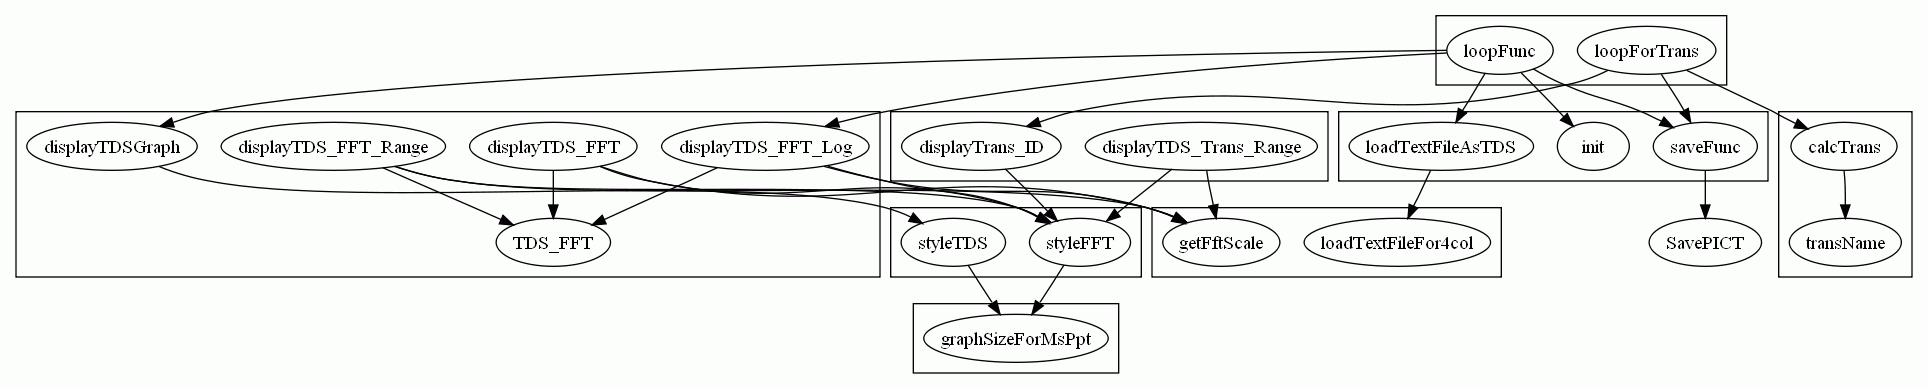 loopFunc
loopForTrans
displayTDSGraph
displayTDS_FFT_Range
displayTDS_FFT
displayTDS_FFT_Log
displayTrans_ID
displayTDS_Trans_Range
loadTextFileAsTDS
init
saveFunc
calcTrans
TDS_FFT
styleTDS
styleFFT
getFftScale
loadTextFileFor4col
SavePICT
transName
graphSizeForMsPpt